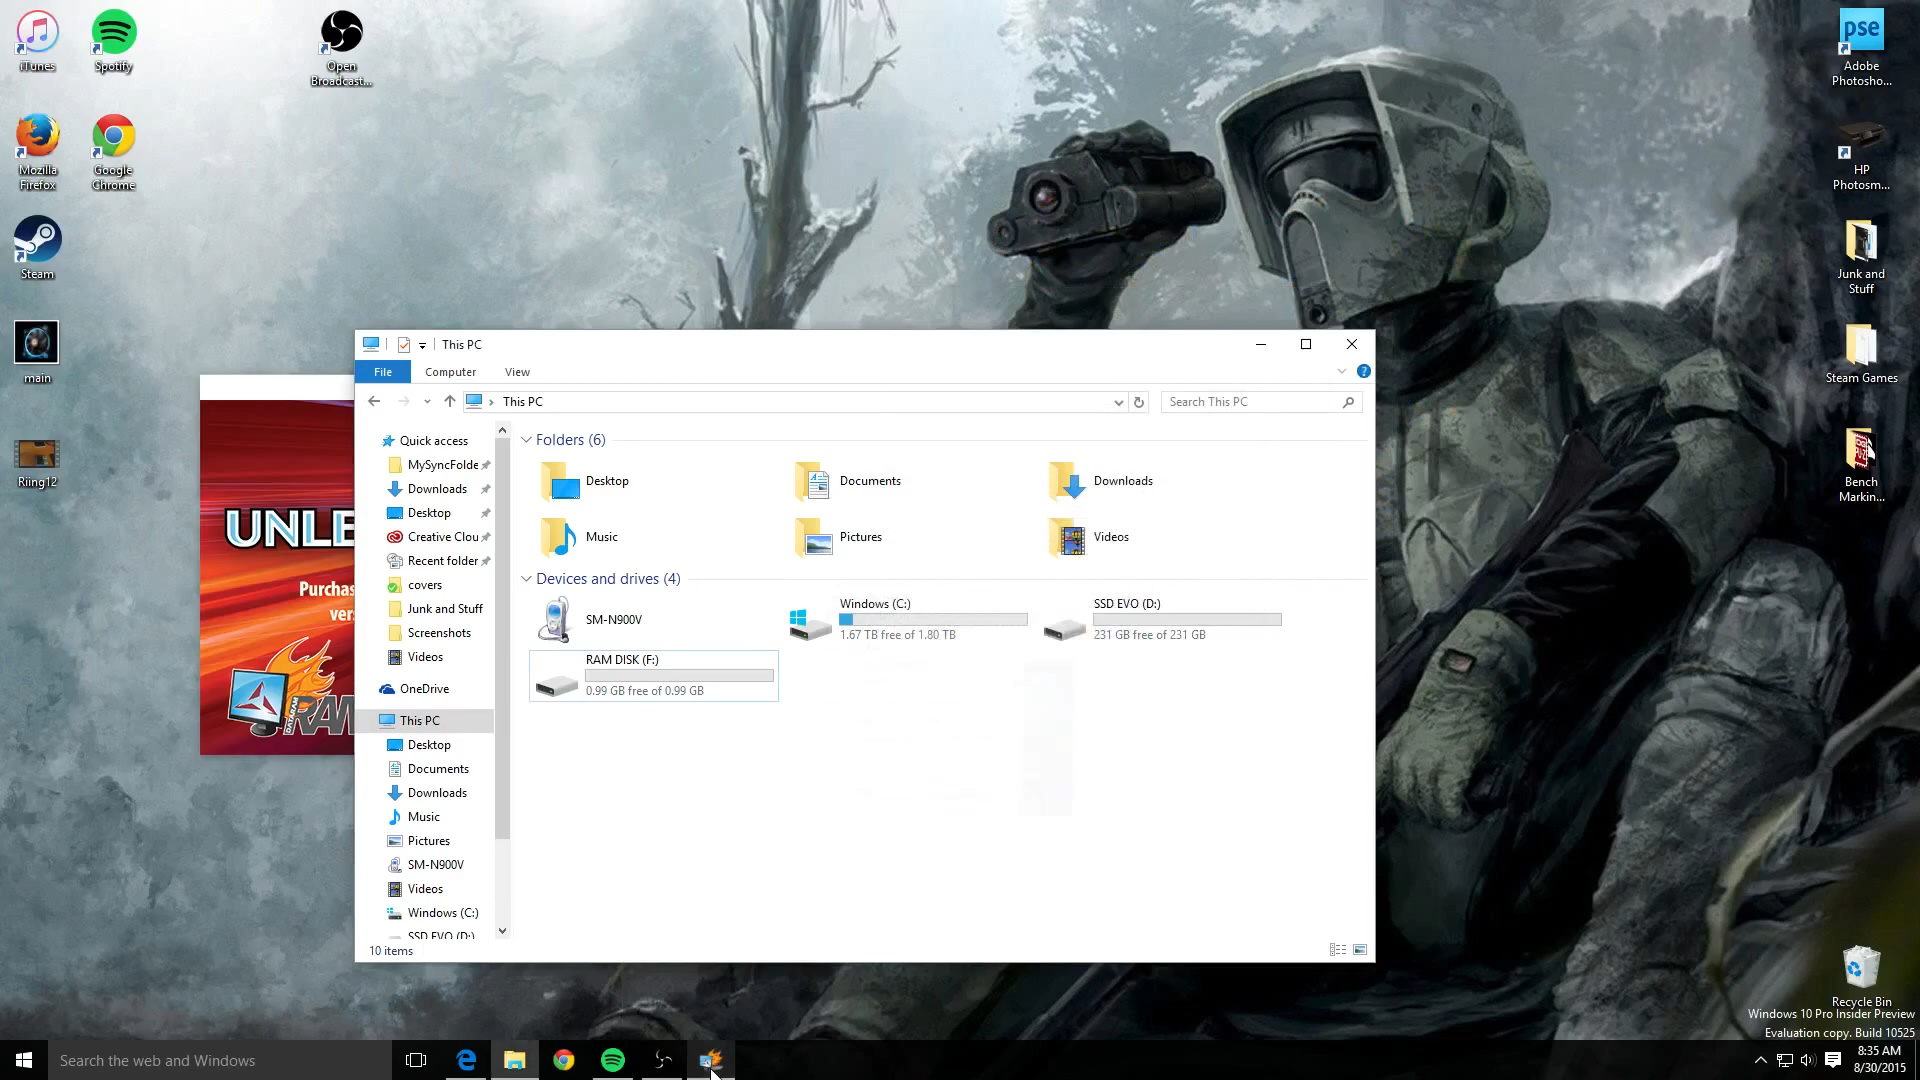 iTunes
Spotify
Open
Broadcast...
Mozilla
Firefox
Google
Chrome
Steam
main
Riing12
pse
Adobe
Photosho...
HP
Photosm...
Junk and
Stuff
Steam Games
Bench
Markin...
Recycle Bin
UNLE
Purchas
vers
DATARAM
RAM
This PC
File
Computer
View
This PC
Search This PC
Quick access
MySyncFolde
Downloads
Desktop
Creative Clou
Recent folder
covers
Junk and Stuff
Screenshots
Videos
OneDrive
This PC
Desktop
Documents
Downloads
Music
Pictures
SM-N900V
Videos
Windows (C:)
SSD EVO (D:)
Folders (6)
Desktop
Documents
Downloads
Music
Pictures
Videos
Devices and drives (4)
SM-N900V
Windows (C:)
1.67 TB free of 1.80 TB
SSD EVO (D:)
231 GB free of 231 GB
RAM DISK (F:)
0.99 GB free of 0.99 GB
10 items
Windows 10 Pro Insider Preview
Evaluation copy. Build 10525
Search the web and Windows
8:35 AM
8/30/2015